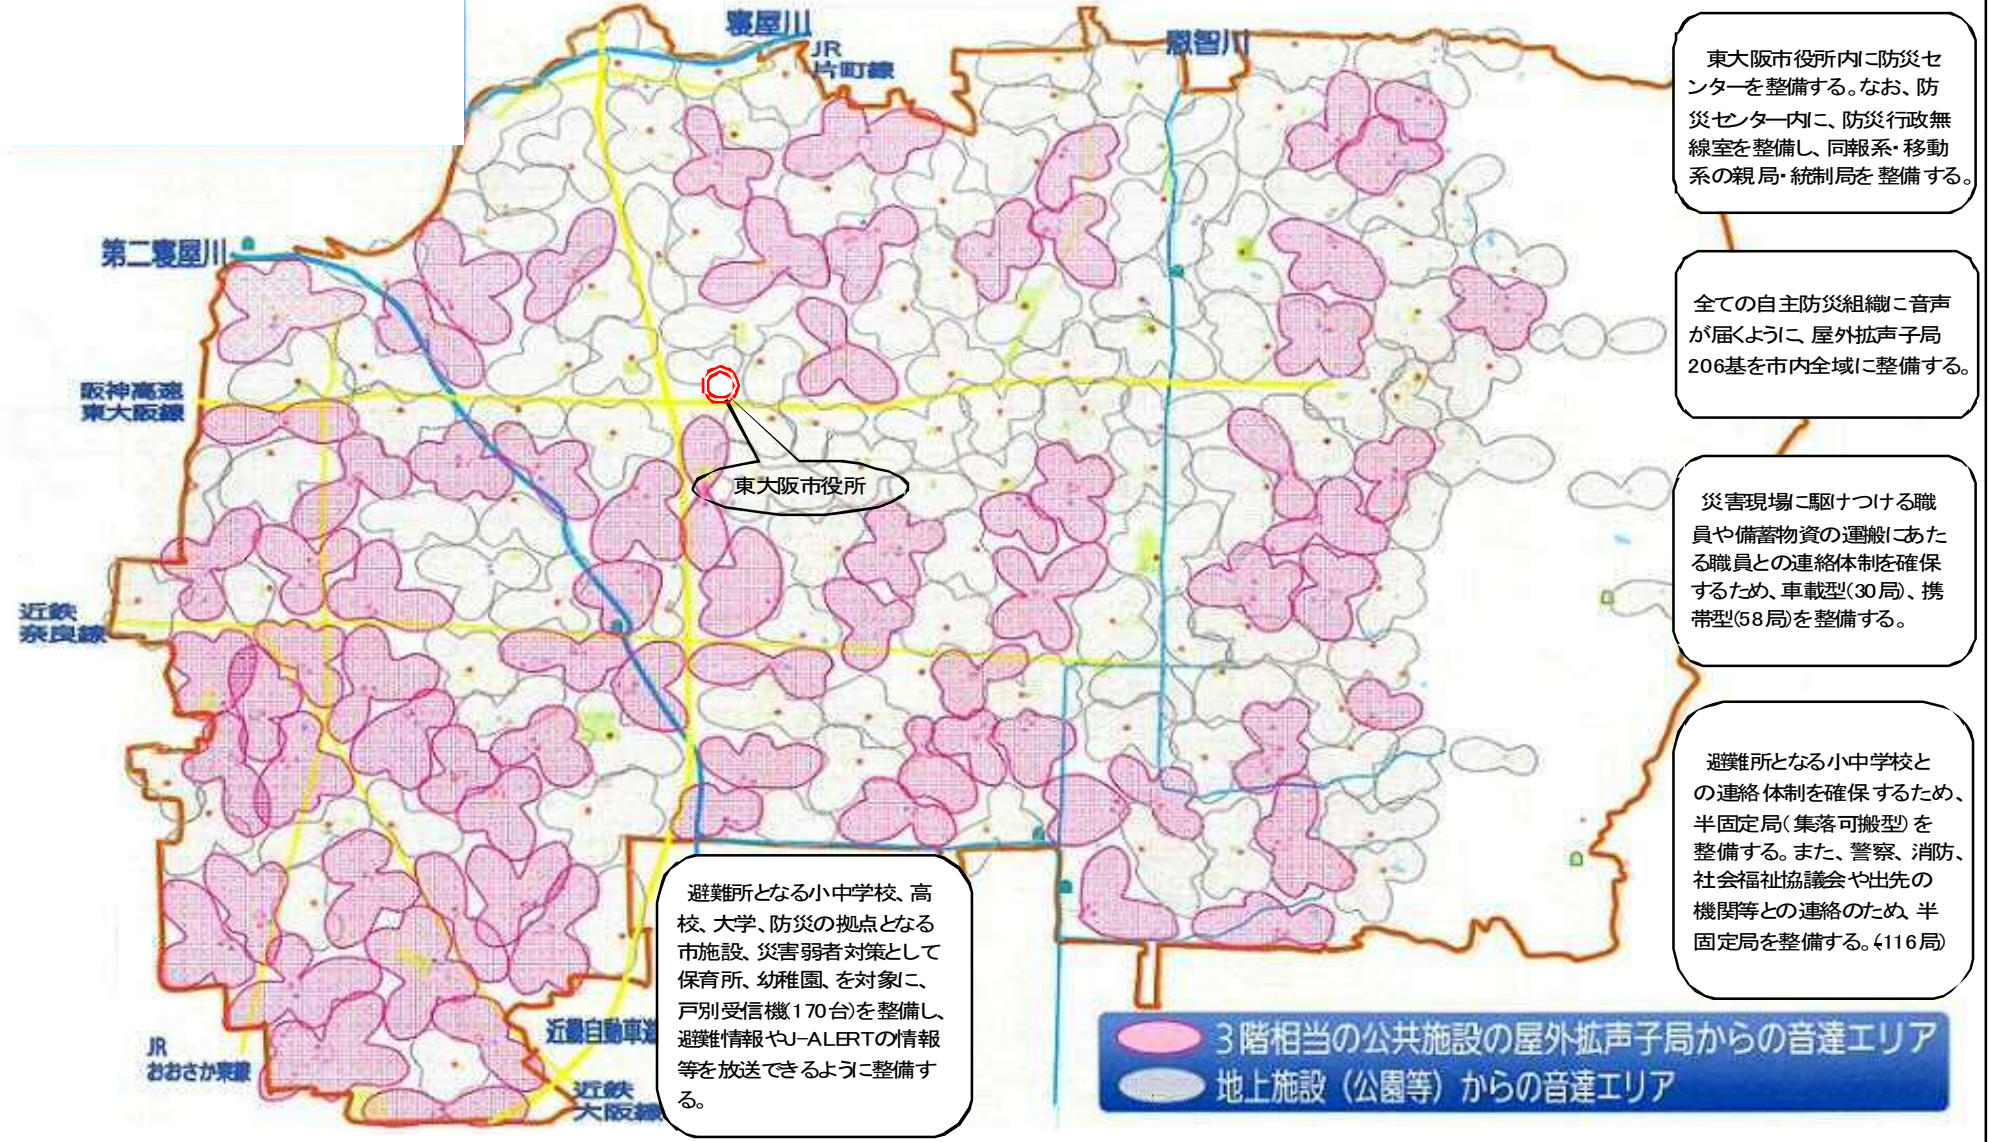 寝屋川
JR
片町線
恩智川
第二寝屋川
阪神高速
東大阪線
東大阪市役所
近鉄
奈良線
JR
おおさか東線
近畿自動車道
近鉄
大阪線
東大阪市役所内に防災セ
ンターを整備する。なお、防
災センター内に、防災行政無
線室を整備し、同報系・移動
系の親局・統制局を整備する。
全ての自主防災組織に音声
が届くように、屋外拡声子局
206基を市内全域に整備する。
災害現場に駆けつける職
員や備蓄物資の運搬にあた
る職員との連絡体制を確保
するため、車載型(30局)、携
帯型(58局)を整備する。
避難所となる小中学校と
の連絡体制を確保するため、
半固定局(集落可搬型)を
整備する。また、警察、消防、
社会福祉協議会や出先の
機関等との連絡のため、半
固定局を整備する。(116局)
避難所となる小中学校、高
校、大学、防災の拠点となる
市施設、災害弱者対策として
保育所、幼稚園、を対象に、
戸別受信機(170台)を整備し、
避難情報やJ-ALERTの情報
等を放送できるように整備す
る。
3階相当の公共施設の屋外拡声子局からの音達エリア
地上施設（公園等）からの音達エリア